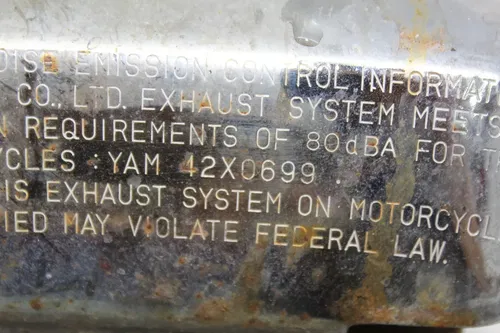 OISE EMISSION CONTROL INFORMAT
CO., LTD. EXHAUST SYSTEM MEETS
N REQUIREMENTS OF 80dBA FOR T
YCLES : YAM 42X0699
IS EXHAUST SYSTEM ON MOTORCYCL
IED MAY VIOLATE FEDERAL LAW.